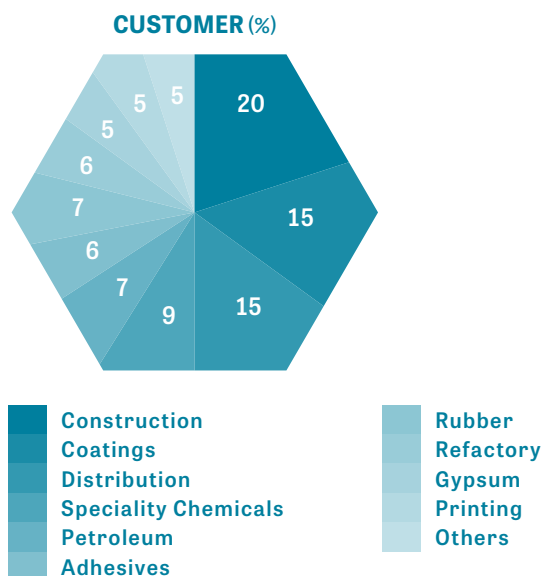 CUSTOMER (%)
5
5
20
5
6
7
15
6
7
15
9
Construction
Coatings
Distribution
Speciality Chemicals
Petroleum
Adhesives
Rubber
Refactory
Gypsum
Printing
Others